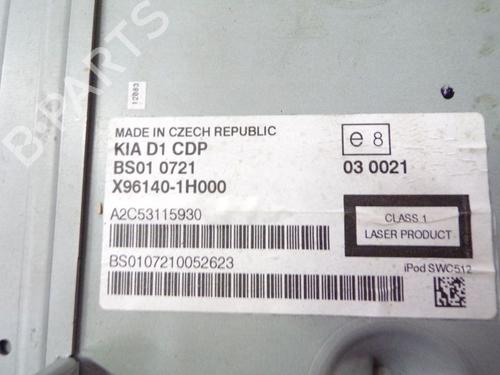 B-PARTS
12083
MADE IN CZECH REPUBLIC
KIA D1 CDP
BS01 0721
X96140-1H000
e 8
03 0021
A2C53115930
CLASS 1
LASER PRODUCT
BS0107210052623
iPod SWC512